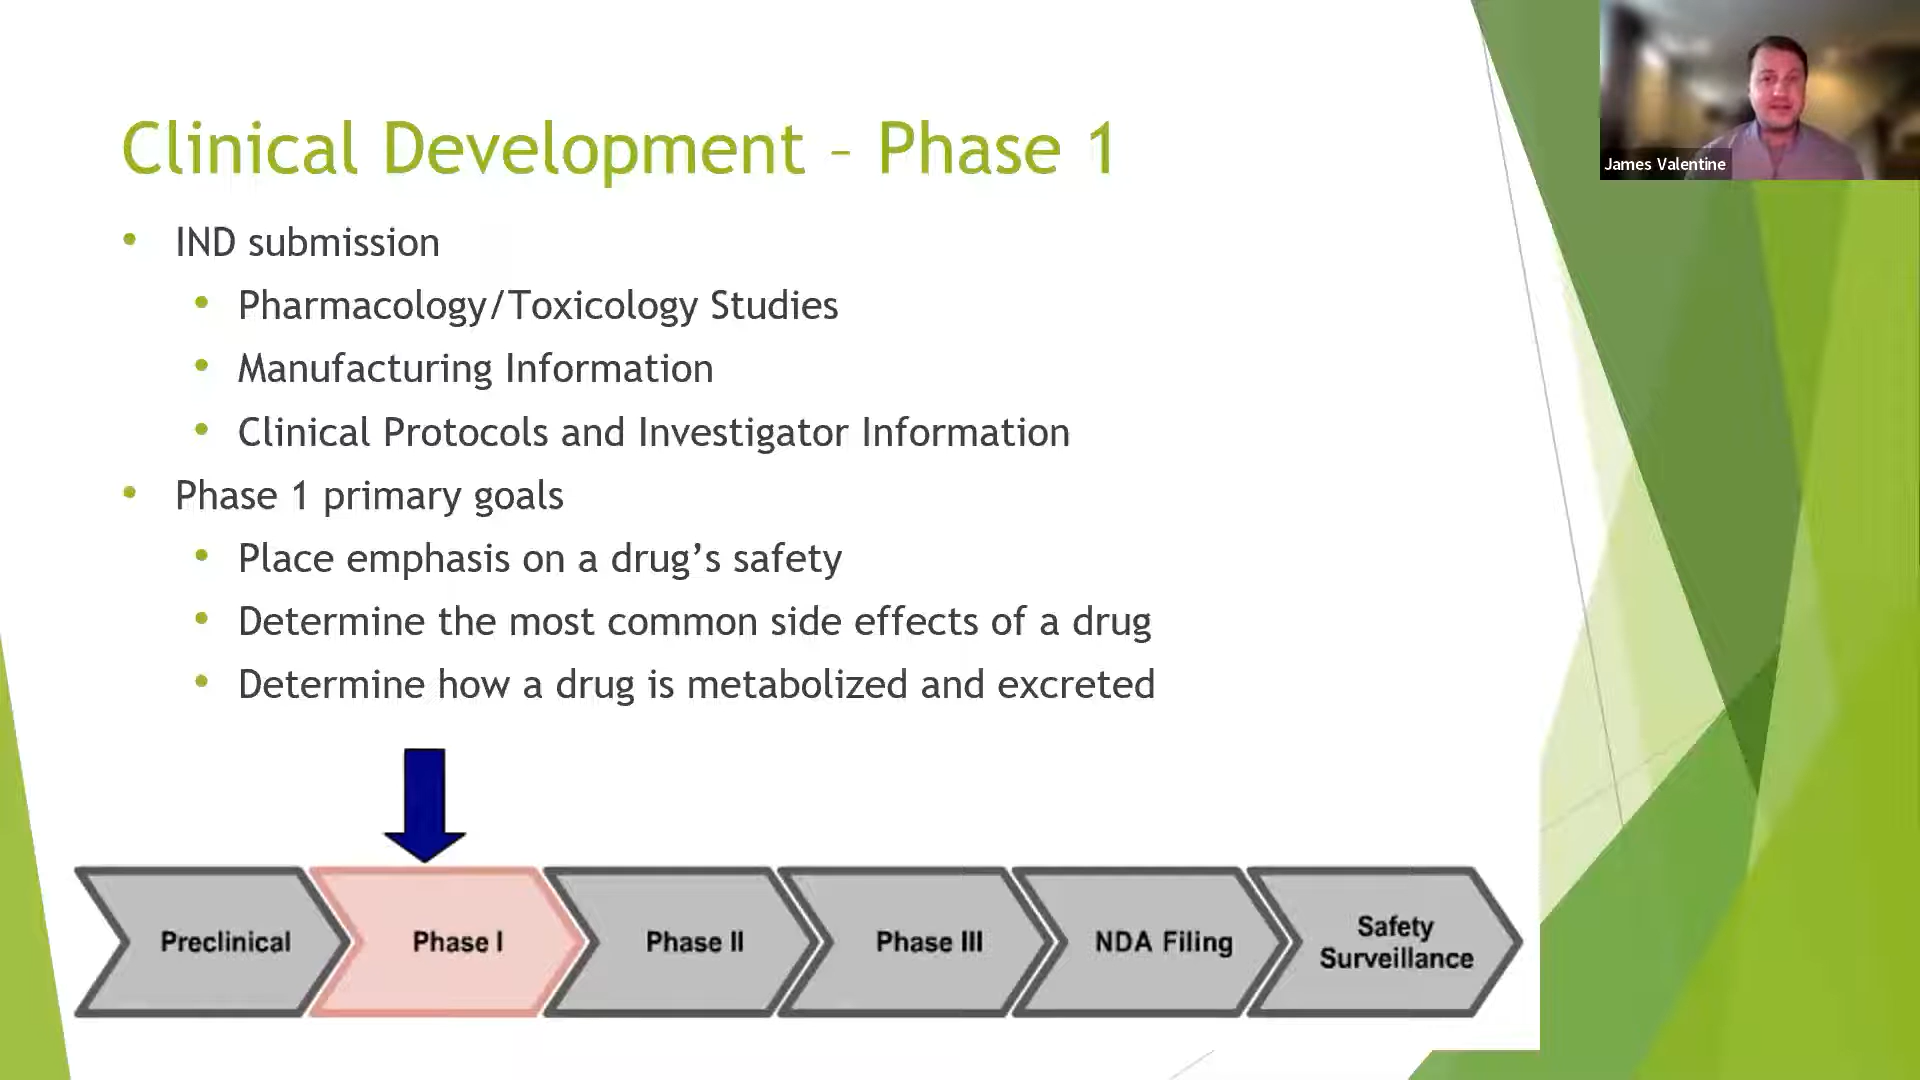 Clinical Development – Phase 1
James Valentine
• IND submission
• Pharmacology/Toxicology Studies
• Manufacturing Information
• Clinical Protocols and Investigator Information
• Phase 1 primary goals
• Place emphasis on a drug’s safety
• Determine the most common side effects of a drug
• Determine how a drug is metabolized and excreted
Preclinical
Phase I
Phase II
Phase III
NDA Filing
Safety
Surveillance